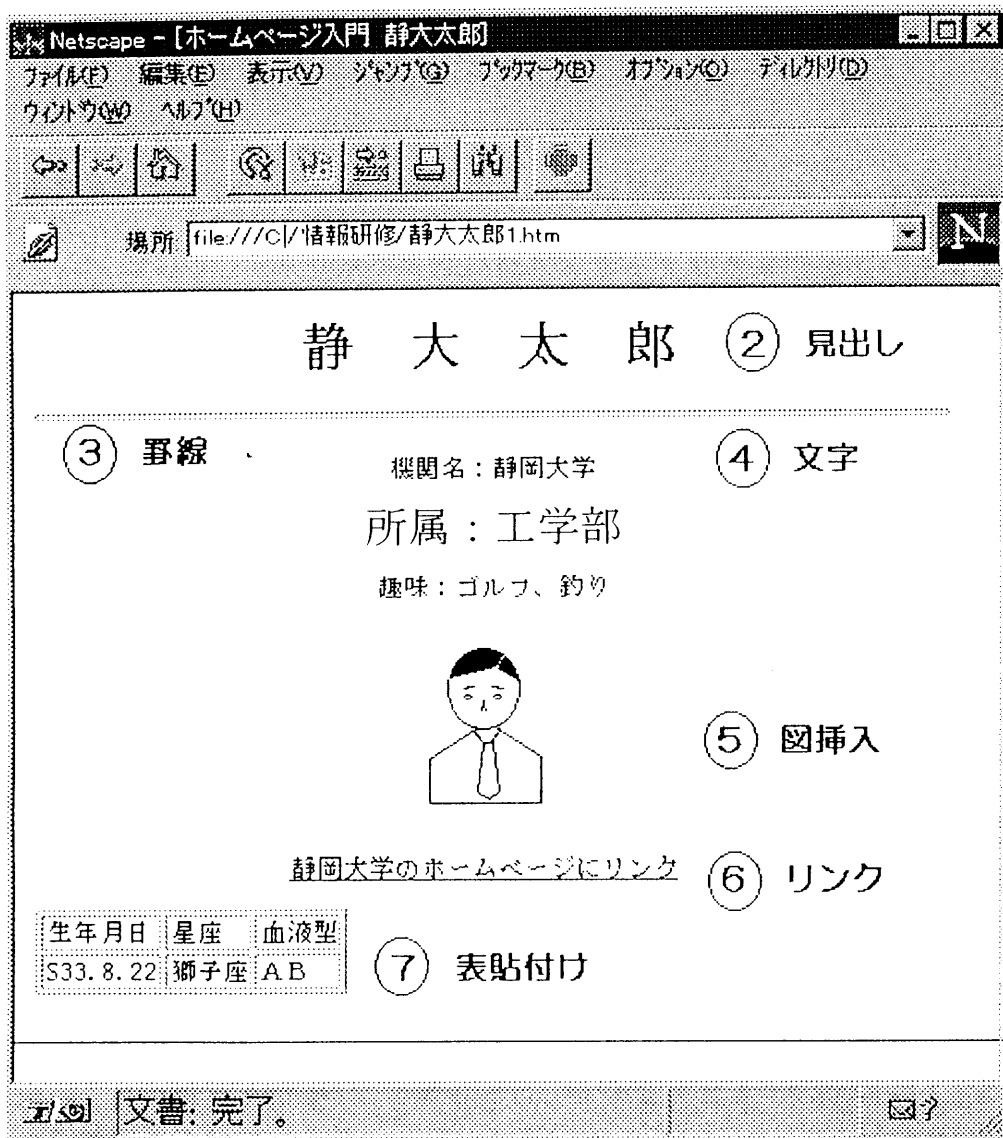 Netscape - [ホームページ入門 静大太郎]
ファイル(F) 編集(E) 表示(V) ジャンプ(G) ブックマーク(B) オプション(O) ディレクトリ(D)
ウィンドウ(W) ヘルプ(H)
場所 file:///C|/情報研修/静大太郎1.htm
N
静 大 太 郎 ② 見出し
③ 罫線
機関名：静岡大学 ④ 文字
所属：工学部
趣味：ゴルフ、釣り
⑤ 図挿入
静岡大学のホームページにリンク ⑥ リンク
生年月日 星座 血液型
S33.8.22 獅子座 ＡＢ
⑦ 表貼付け
文書: 完了。
?